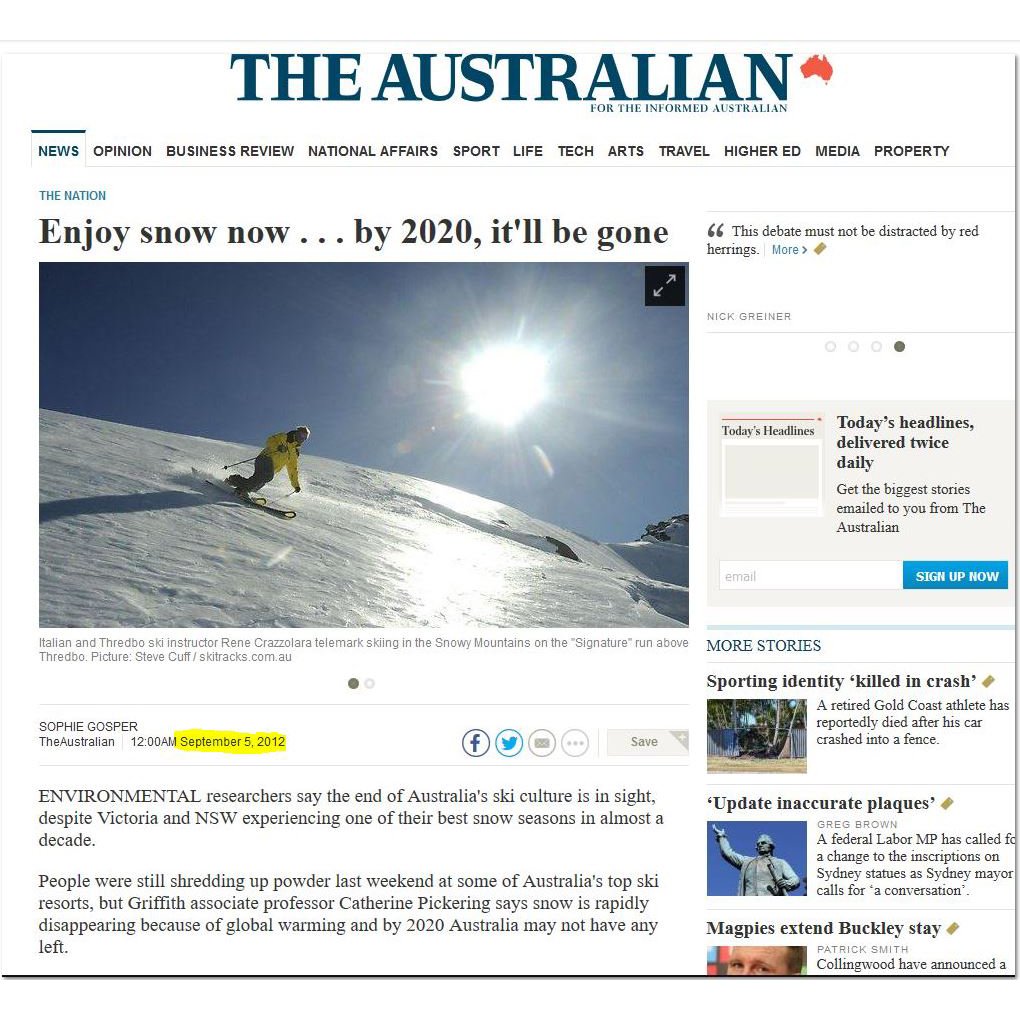 THE AUSTRALIAN
FOR THE INFORMED AUSTRALIAN
NEWS OPINION BUSINESS REVIEW NATIONAL AFFAIRS SPORT LIFE TECH ARTS TRAVEL HIGHER ED MEDIA PROPERTY
THE NATION
Enjoy snow now . . . by 2020, it'll be gone
Italian and Thredbo ski instructor Rene Crazzolara telemark skiing in the Snowy Mountains on the "Signature" run above
Thredbo. Picture: Steve Cuff / skitracks.com.au
SOPHIE GOSPER
TheAustralian | 12:00AM September 5, 2012
Save
ENVIRONMENTAL researchers say the end of Australia's ski culture is in sight,
despite Victoria and NSW experiencing one of their best snow seasons in almost a
decade.
People were still shredding up powder last weekend at some of Australia's top ski
resorts, but Griffith associate professor Catherine Pickering says snow is rapidly
disappearing because of global warming and by 2020 Australia may not have any
left.
“ This debate must not be distracted by red
herrings. | More ›
NICK GREINER
Today's Headlines
Today’s headlines,
delivered twice
daily
Get the biggest stories
emailed to you from The
Australian
email
SIGN UP NOW
MORE STORIES
Sporting identity ‘killed in crash’
A retired Gold Coast athlete has
reportedly died after his car
crashed into a fence.
‘Update inaccurate plaques’
GREG BROWN
A federal Labor MP has called fo
a change to the inscriptions on
Sydney statues as Sydney mayor
calls for ‘a conversation’.
Magpies extend Buckley stay
PATRICK SMITH
Collingwood have announced a